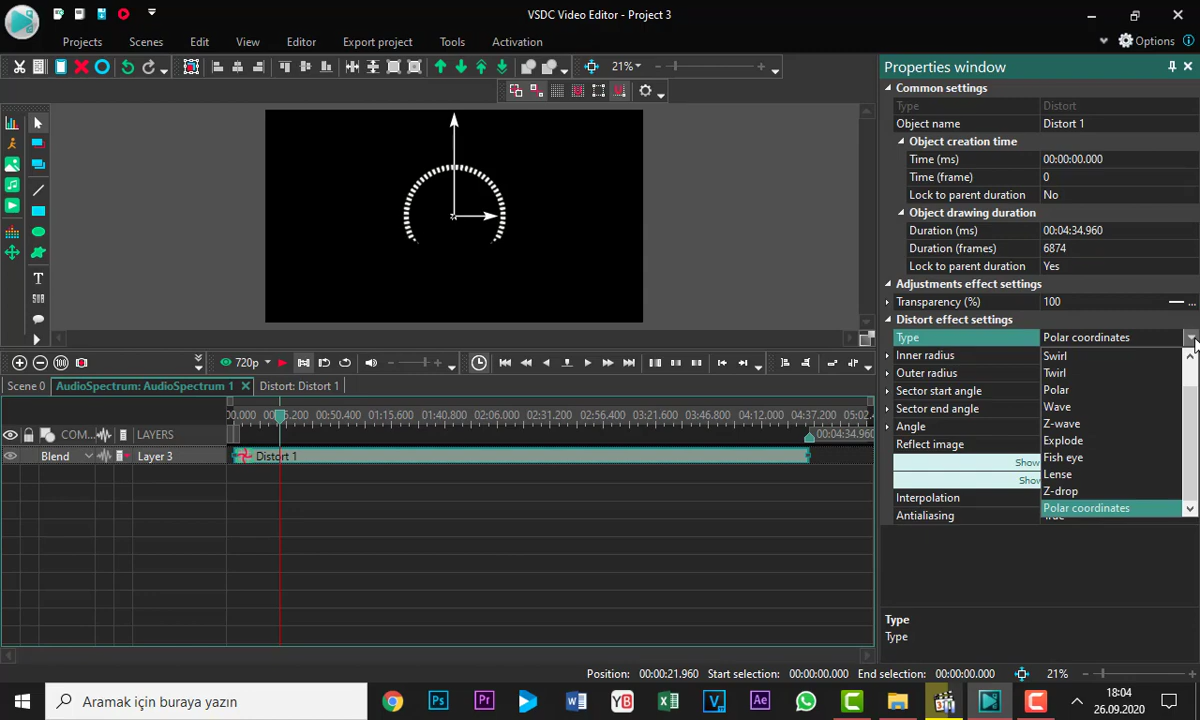 VSDC Video Editor - Project 3
Projects
Scenes
Edit
View
Editor
Export project
Tools
Activation
Options
21%
Properties window
Common settings
Type
Distort
Object name
Distort 1
Object creation time
Time (ms)
00:00:00.000
Time (frame)
0
Lock to parent duration
No
Object drawing duration
Duration (ms)
00:04:34.960
Duration (frames)
6874
Lock to parent duration
Yes
Adjustments effect settings
Transparency (%)
100
...
Distort effect settings
Type
Polar coordinates
Inner radius
Outer radius
Sector start angle
Sector end angle
Angle
Reflect image
Show
Show
Interpolation
Antialiasing
Swirl
Twirl
Polar
Wave
Z-wave
Explode
Fish eye
Lense
Z-drop
Polar coordinates
Type
Type
720p
Scene 0
AudioSpectrum: AudioSpectrum 1
Distort: Distort 1
00:50.400
01:15.600
01:40.800
02:06.000
02:31.200
02:56.400
03:21.600
03:46.800
04:12.000
04:37.200
00:04:34.960
COM...
LAYERS
Blend
Layer 3
Distort 1
Position:
00:00:21.960
Start selection:
00:00:00.000
End selection:
00:00:00.000
21%
Aramak için buraya yazın
18:04
26.09.2020